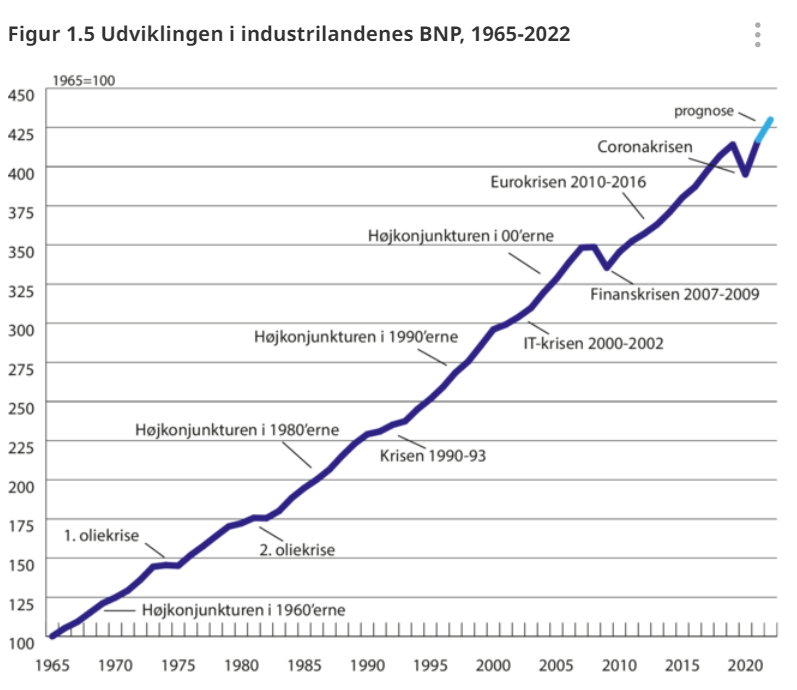 Figur 1.5 Udviklingen i industrilandenes BNP, 1965-2022
1965=100
450
425
400
375
350
325
300
275
250
225
200
175
150
125
100
prognose
Coronakrisen
Eurokrisen 2010-2016
Højkonjunkturen i 00’erne
Finanskrisen 2007-2009
Højkonjunkturen i 1990’erne
IT-krisen 2000-2002
Højkonjunkturen i 1980’erne
Krisen 1990-93
1. oliekrise
2. oliekrise
Højkonjunkturen i 1960’erne
1965 1970 1975 1980 1985 1990 1995 2000 2005 2010 2015 2020